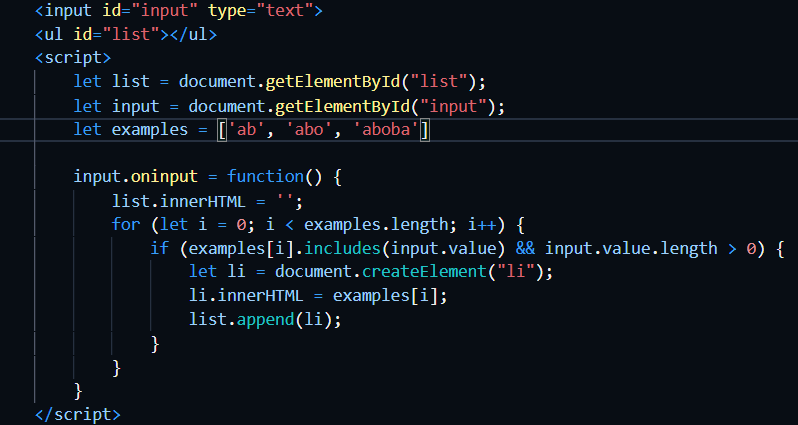 <input id="input" type="text">
<ul id="list"></ul>
<script>
    let list = document.getElementById("list");
    let input = document.getElementById("input");
    let examples = ['ab', 'abo', 'aboba']

    input.oninput = function() {
        list.innerHTML = '';
        for (let i = 0; i < examples.length; i++) {
            if (examples[i].includes(input.value) && input.value.length > 0) {
                let li = document.createElement("li");
                li.innerHTML = examples[i];
                list.append(li);
            }
        }
    }
</script>